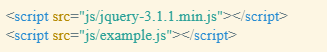 <script src="js/jquery-3.1.1.min.js"></script>
<script src="js/example.js"></script>